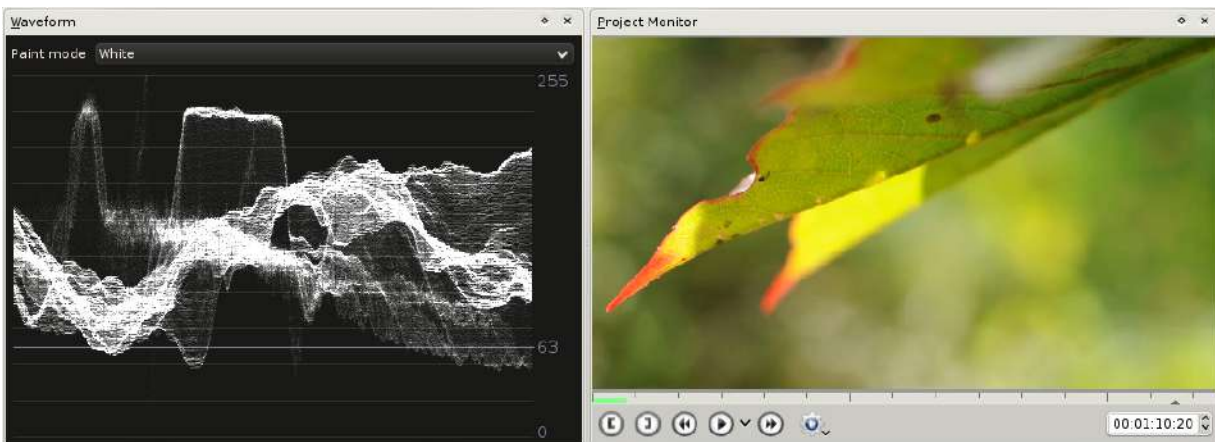 Waveform
Paint mode White
255
63
0
Project Monitor
00:01:10:20